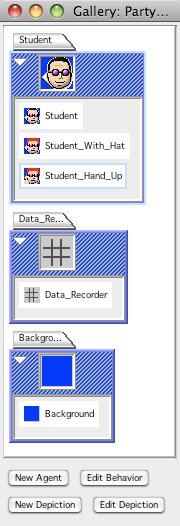 Gallery: Party...
Student
Student
Student_With_Hat
Student_Hand_Up
Data_Re...
Data_Recorder
Backgro...
Background
New Agent
Edit Behavior
New Depiction
Edit Depiction